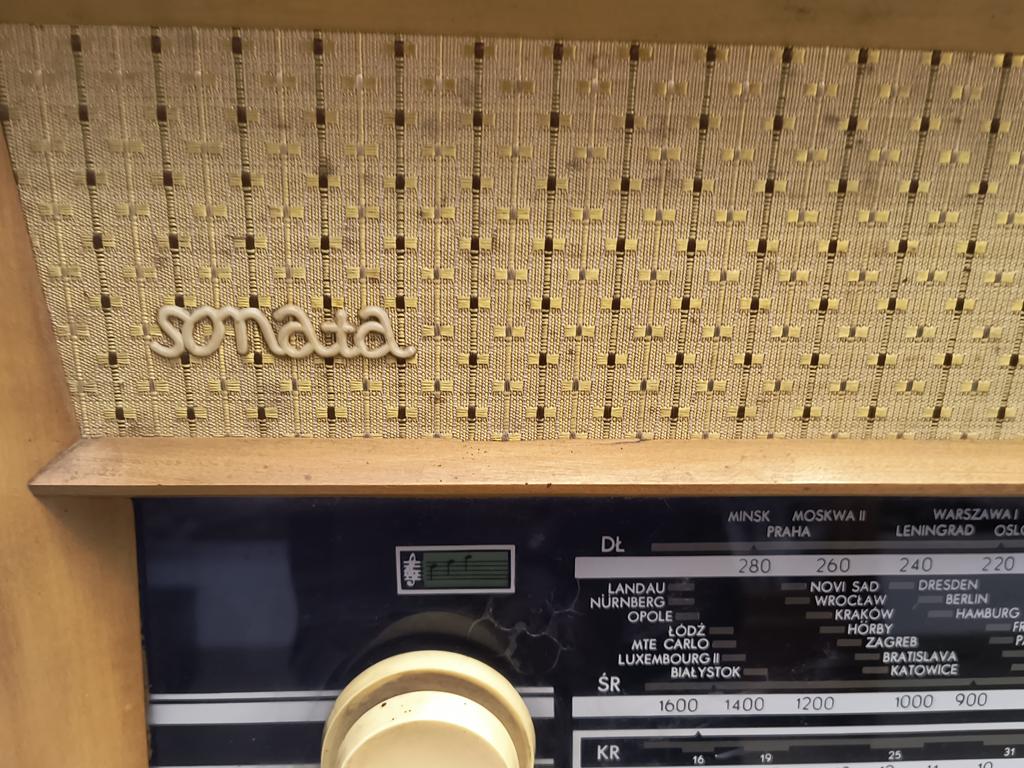 sonata
MINSK MOSKWA II WARSZAWA I
PRAHA LENINGRAD
DŁ
280 260 240 220
LANDAU NOVI SAD DRESDEN
NÜRNBERG WROCŁAW BERLIN
OPOLE KRAKÓW HAMBURG
ŁÓDŹ HÖRBY
MTE CARLO ZAGREB
LUXEMBOURG II BRATISLAVA
BIAŁYSTOK KATOWICE
ŚR
1600 1400 1200 1000 900
KR
16 19 25 31